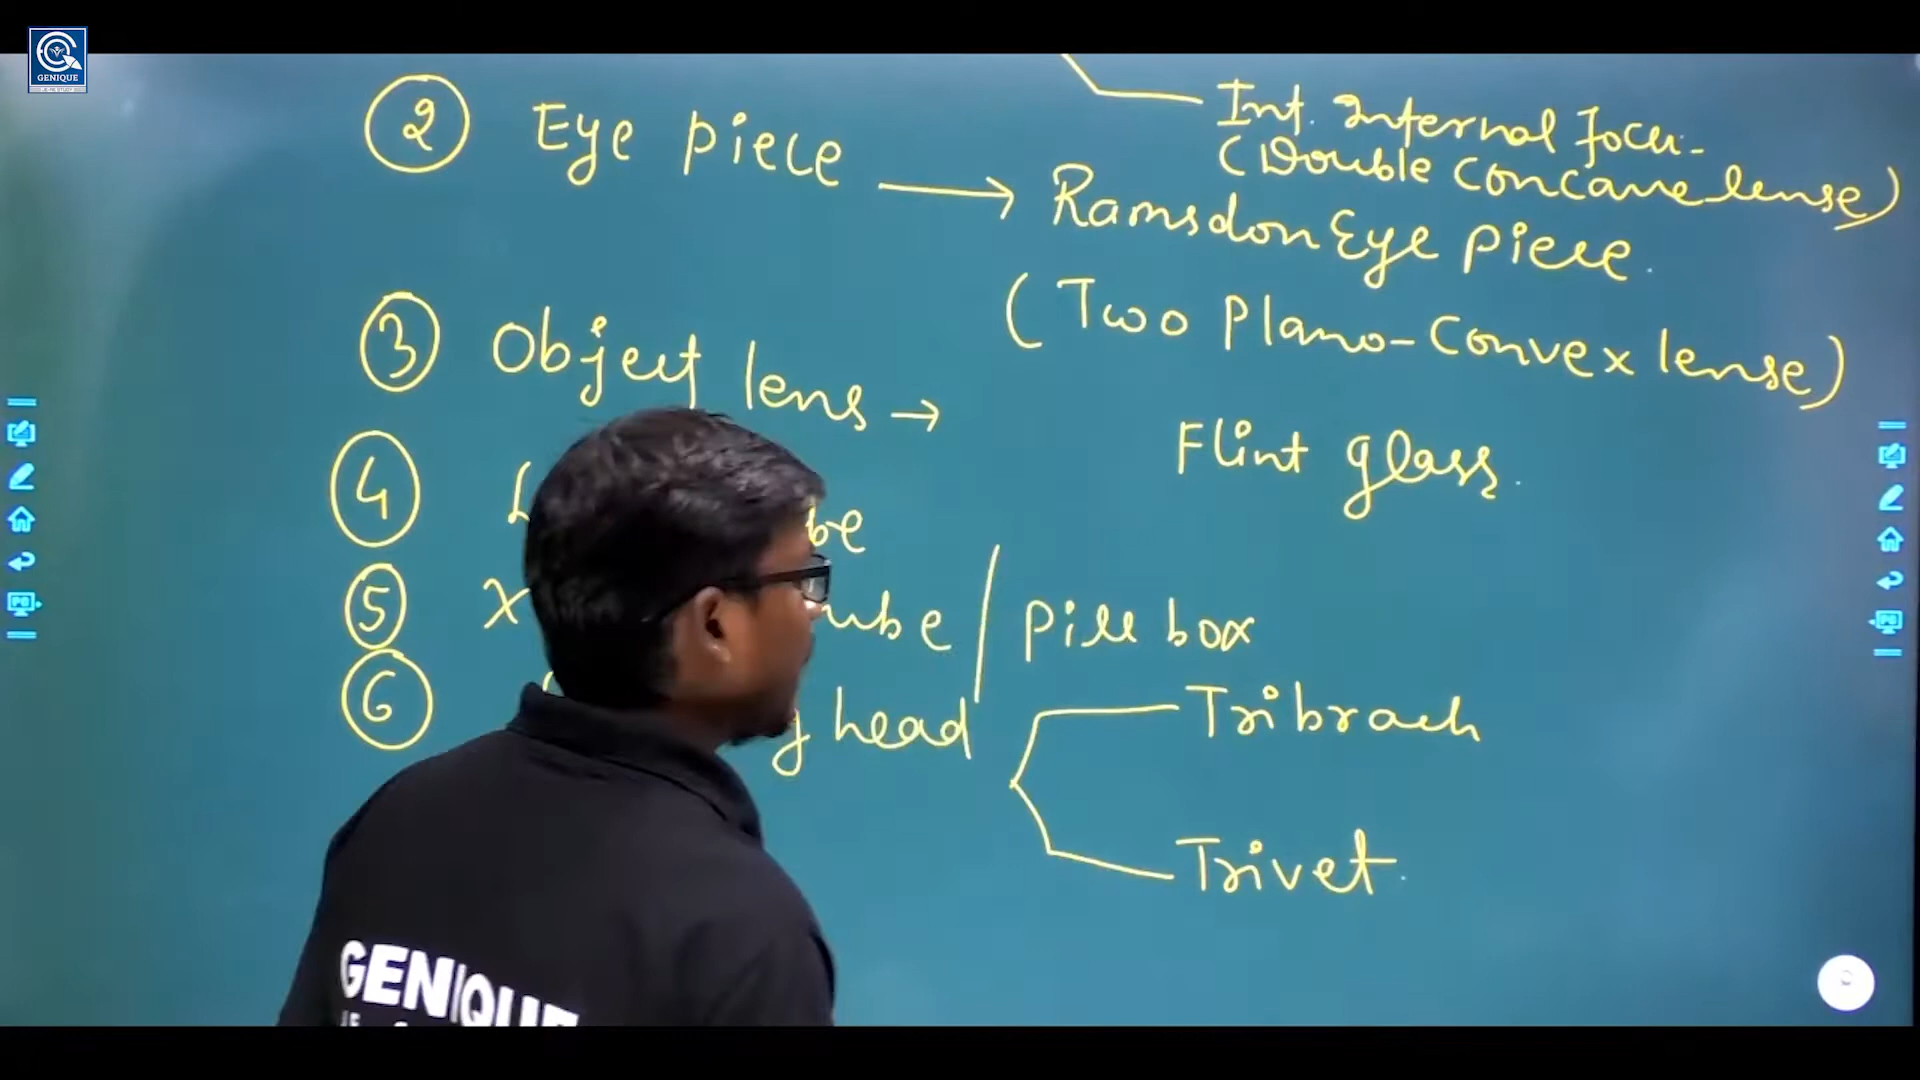 GENIQUE
Int. Internal focu.
(Double concave lense)
② Eye piece → Ramsdon Eye piece.
(Two Plano-Convex lense)
③ Object lens →
Flint glass.
④
⑤ / Pill box
⑥ head
Tribrach
Trivet.
GENIQUE